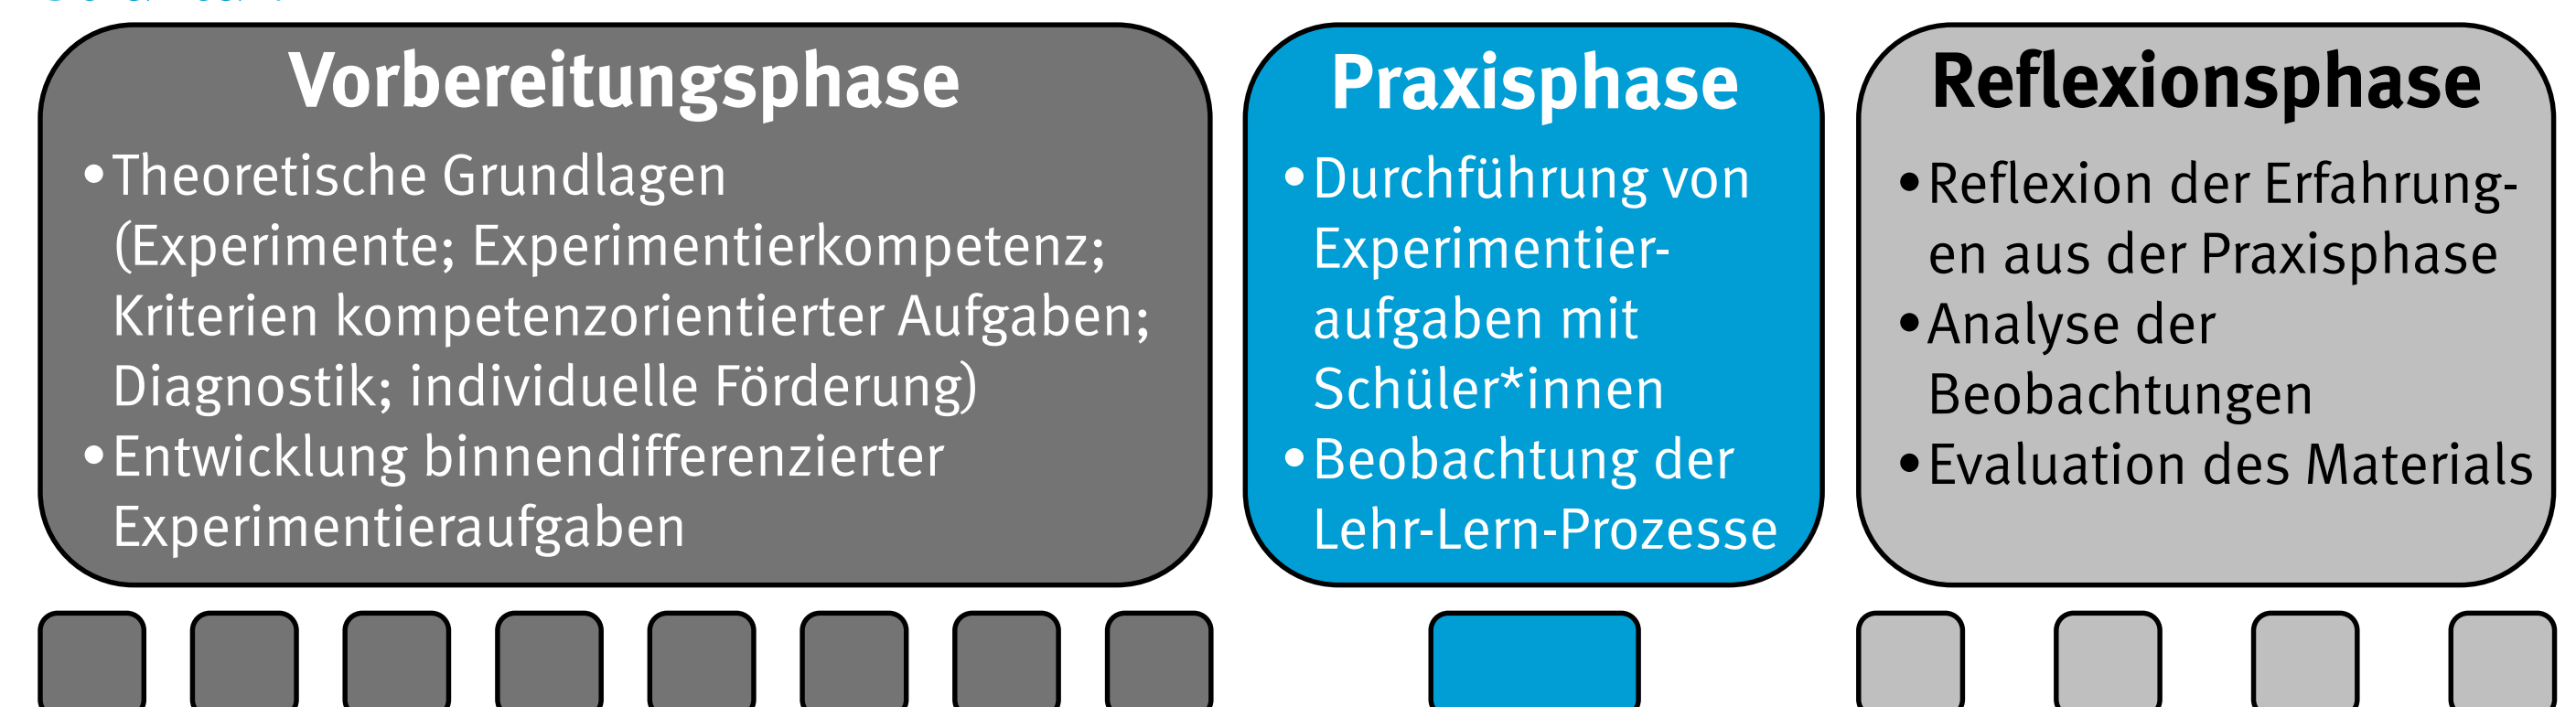 Vorbereitungsphase
•Theoretische Grundlagen
(Experimente; Experimentierkompetenz;
Kriterien kompetenzorientierter Aufgaben;
Diagnostik; individuelle Förderung)
•Entwicklung binnendifferenzierter
Experimentieraufgaben
Praxisphase
•Durchführung von
Experimentier-
aufgaben mit
Schüler*innen
•Beobachtung der
Lehr-Lern-Prozesse
Reflexionsphase
•Reflexion der Erfahrung-
en aus der Praxisphase
•Analyse der
Beobachtungen
•Evaluation des Materials